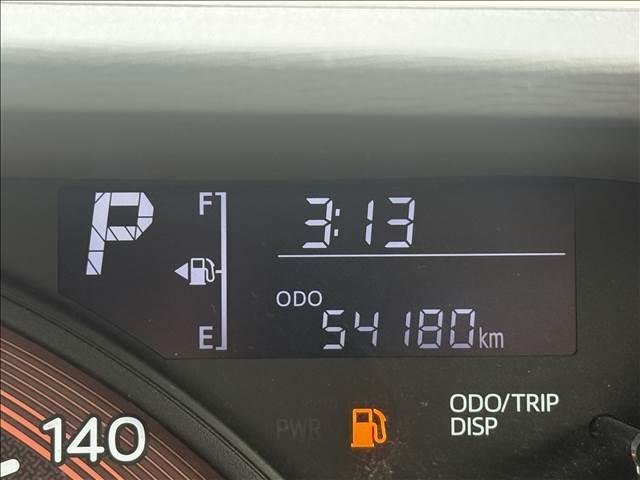 P
F
3:13
ODO
E
54180km
140
PWR
ODO/TRIP
DISP